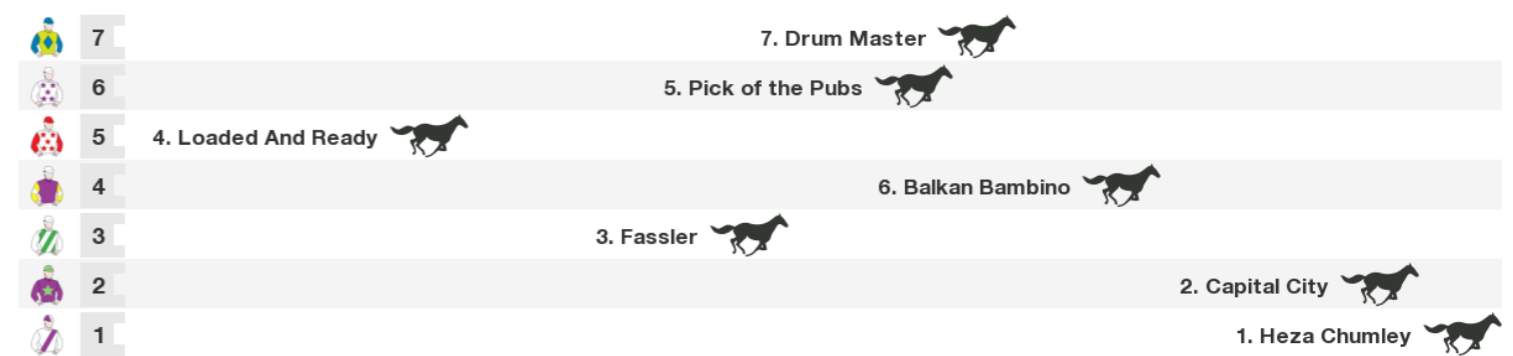 7 7. Drum Master
6 5. Pick of the Pubs
5 4. Loaded And Ready
4 6. Balkan Bambino
3 3. Fassler
2 2. Capital City
1 1. Heza Chumley